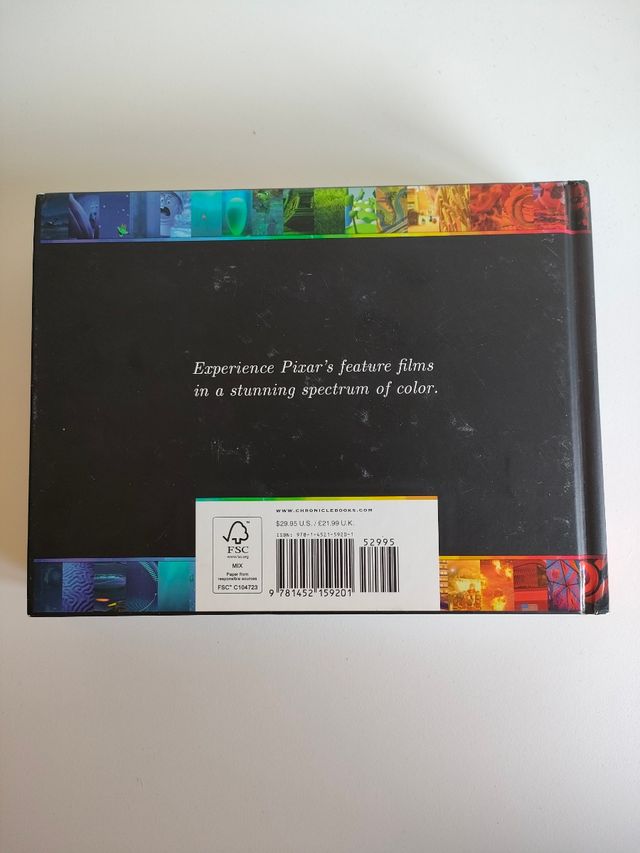 Experience Pixar's feature films
in a stunning spectrum of color.
WWW.CHRONICLEBOOKS.COM
$29.95 U.S. / £21.99 U.K.
ISBN: 978-1-4521-5920-1
52995
9 781452 159201
FSC
www.fsc.org
MIX
Paper from
responsible sources
FSC® C104723